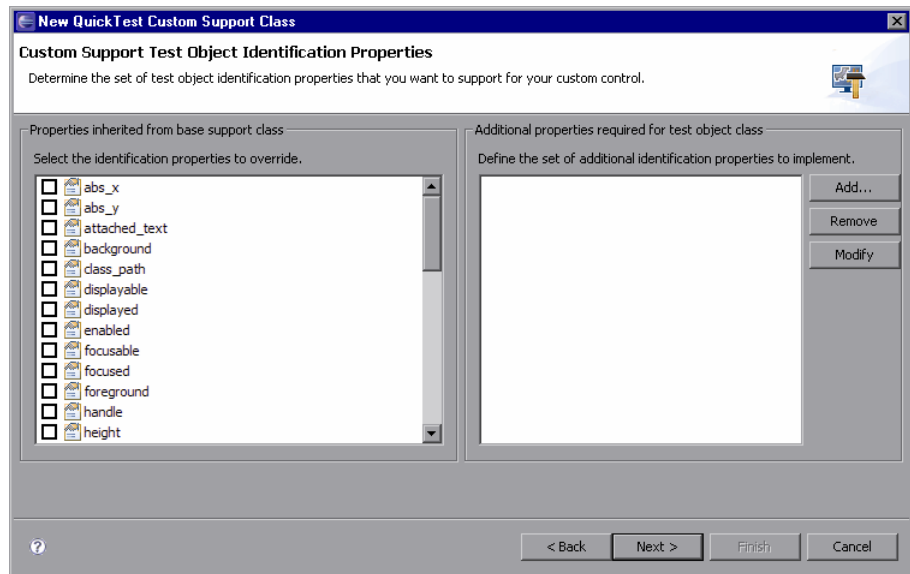 New QuickTest Custom Support Class
Custom Support Test Object Identification Properties
Determine the set of test object identification properties that you want to support for your custom control.
Properties inherited from base support class
Select the identification properties to override.
abs_x
abs_y
attached_text
background
class_path
displayable
displayed
enabled
focusable
focused
foreground
handle
height
Additional properties required for test object class
Define the set of additional identification properties to implement.
Add...
Remove
Modify
?
< Back
Next >
Finish
Cancel